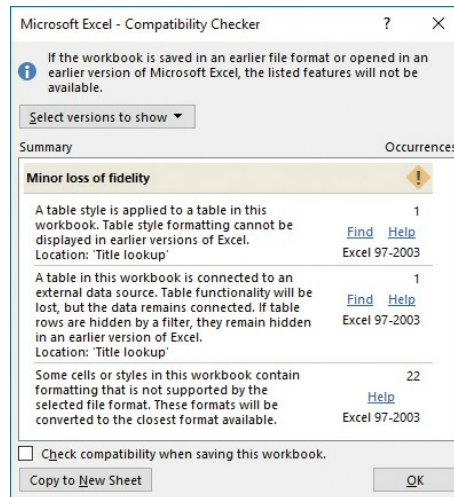 Microsoft Excel - Compatibility Checker ? X
If the workbook is saved in an earlier file format or opened in an
earlier version of Microsoft Excel, the listed features will not be
available.
Select versions to show
Summary Occurrences
Minor loss of fidelity
A table style is applied to a table in this 1
workbook. Table style formatting cannot be
displayed in earlier versions of Excel. Find Help
Location: 'Title lookup' Excel 97-2003
A table in this workbook is connected to an 1
external data source. Table functionality will be
lost, but the data remains connected. If table Find Help
rows are hidden by a filter, they remain hidden Excel 97-2003
in an earlier version of Excel.
Location: 'Title lookup'
Some cells or styles in this workbook contain 22
formatting that is not supported by the
selected file format. These formats will be Help
converted to the closest format available. Excel 97-2003
Check compatibility when saving this workbook.
Copy to New Sheet OK